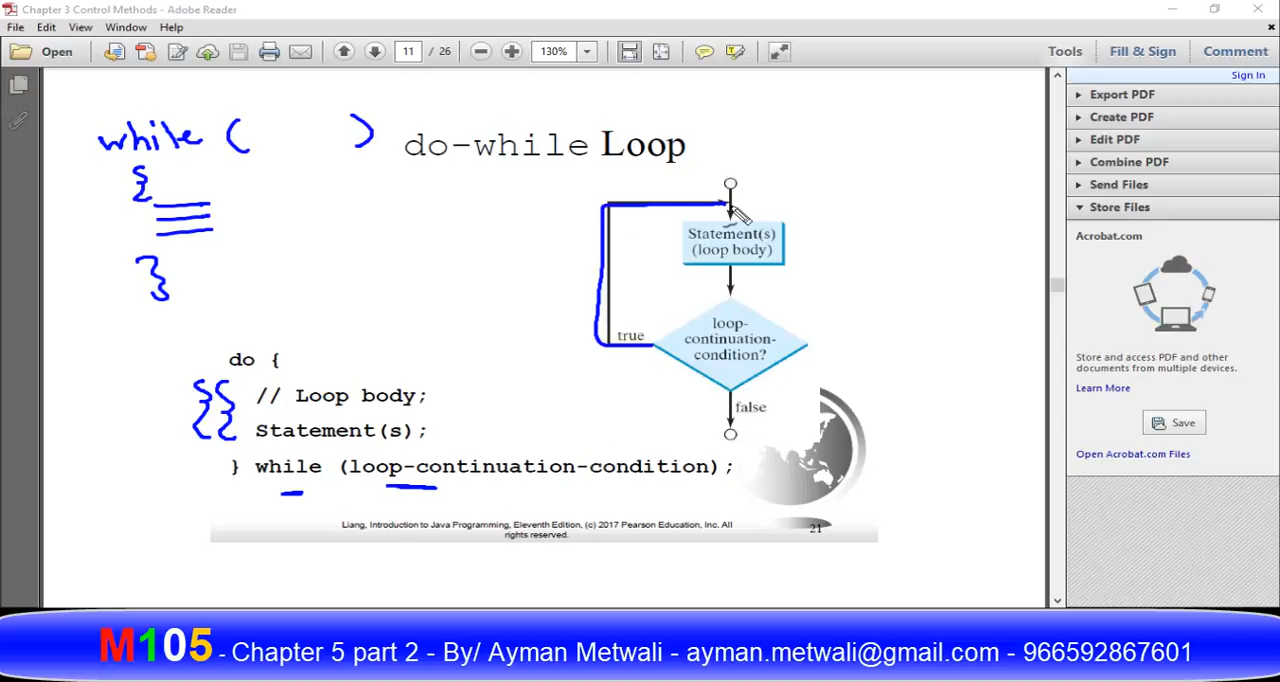 Chapter 3 Control Methods - Adobe Reader
File Edit View Window Help
Open 11 / 26 130% Tools Fill & Sign Comment
Sign In
Export PDF
Create PDF
Edit PDF
Combine PDF
Send Files
Store Files
Acrobat.com
Store and access PDF and other
documents from multiple devices.
Learn More
Save
Open Acrobat.com Files
while ( )
{
}
do-while Loop
Statement(s)
(loop body)
loop-
continuation-
condition?
true
false
do {
// Loop body;
Statement(s);
} while (loop-continuation-condition);
Liang, Introduction to Java Programming, Eleventh Edition, (c) 2017 Pearson Education, Inc. All
rights reserved.
21
M105 - Chapter 5 part 2 - By/ Ayman Metwali - ayman.metwali@gmail.com - 966592867601